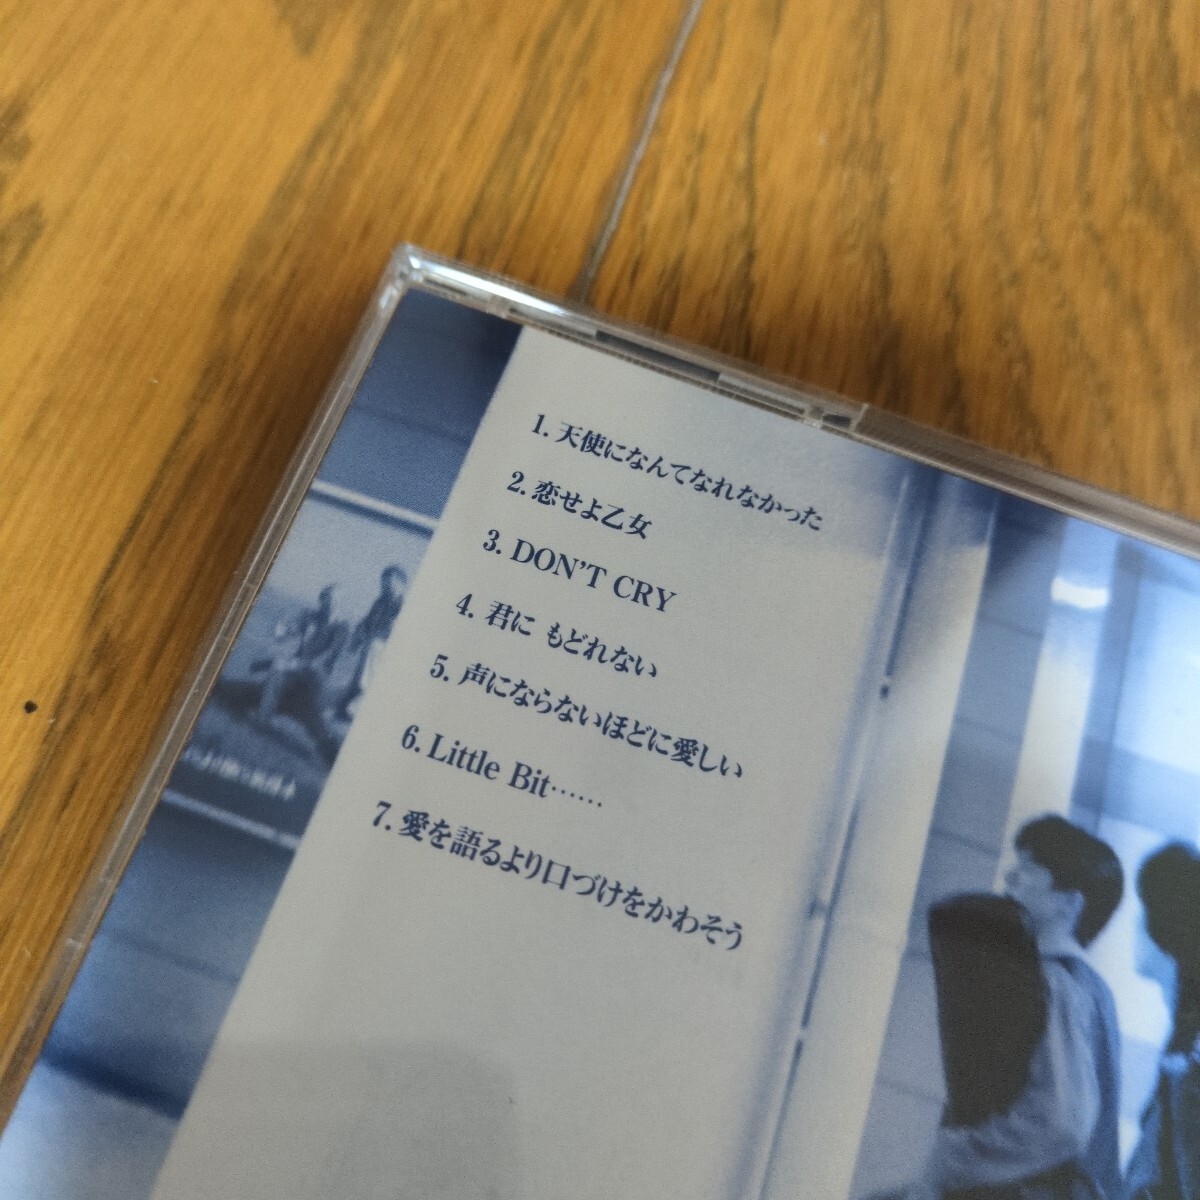 1. 天使になんてなれなかった
2. 恋せよ乙女
3. DON'T CRY
4. 君に もどれない
5. 声にならないほどに愛しい
6. Little Bit……
7. 愛を語るより口づけをかわそう